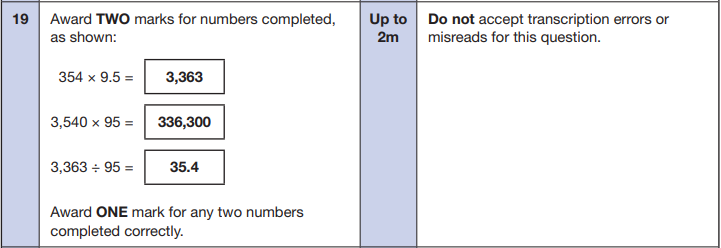 19
Award TWO marks for numbers completed,
as shown:
354 × 9.5 = 3,363
3,540 × 95 = 336,300
3,363 ÷ 95 = 35.4
Award ONE mark for any two numbers
completed correctly.
Up to
2m
Do not accept transcription errors or
misreads for this question.